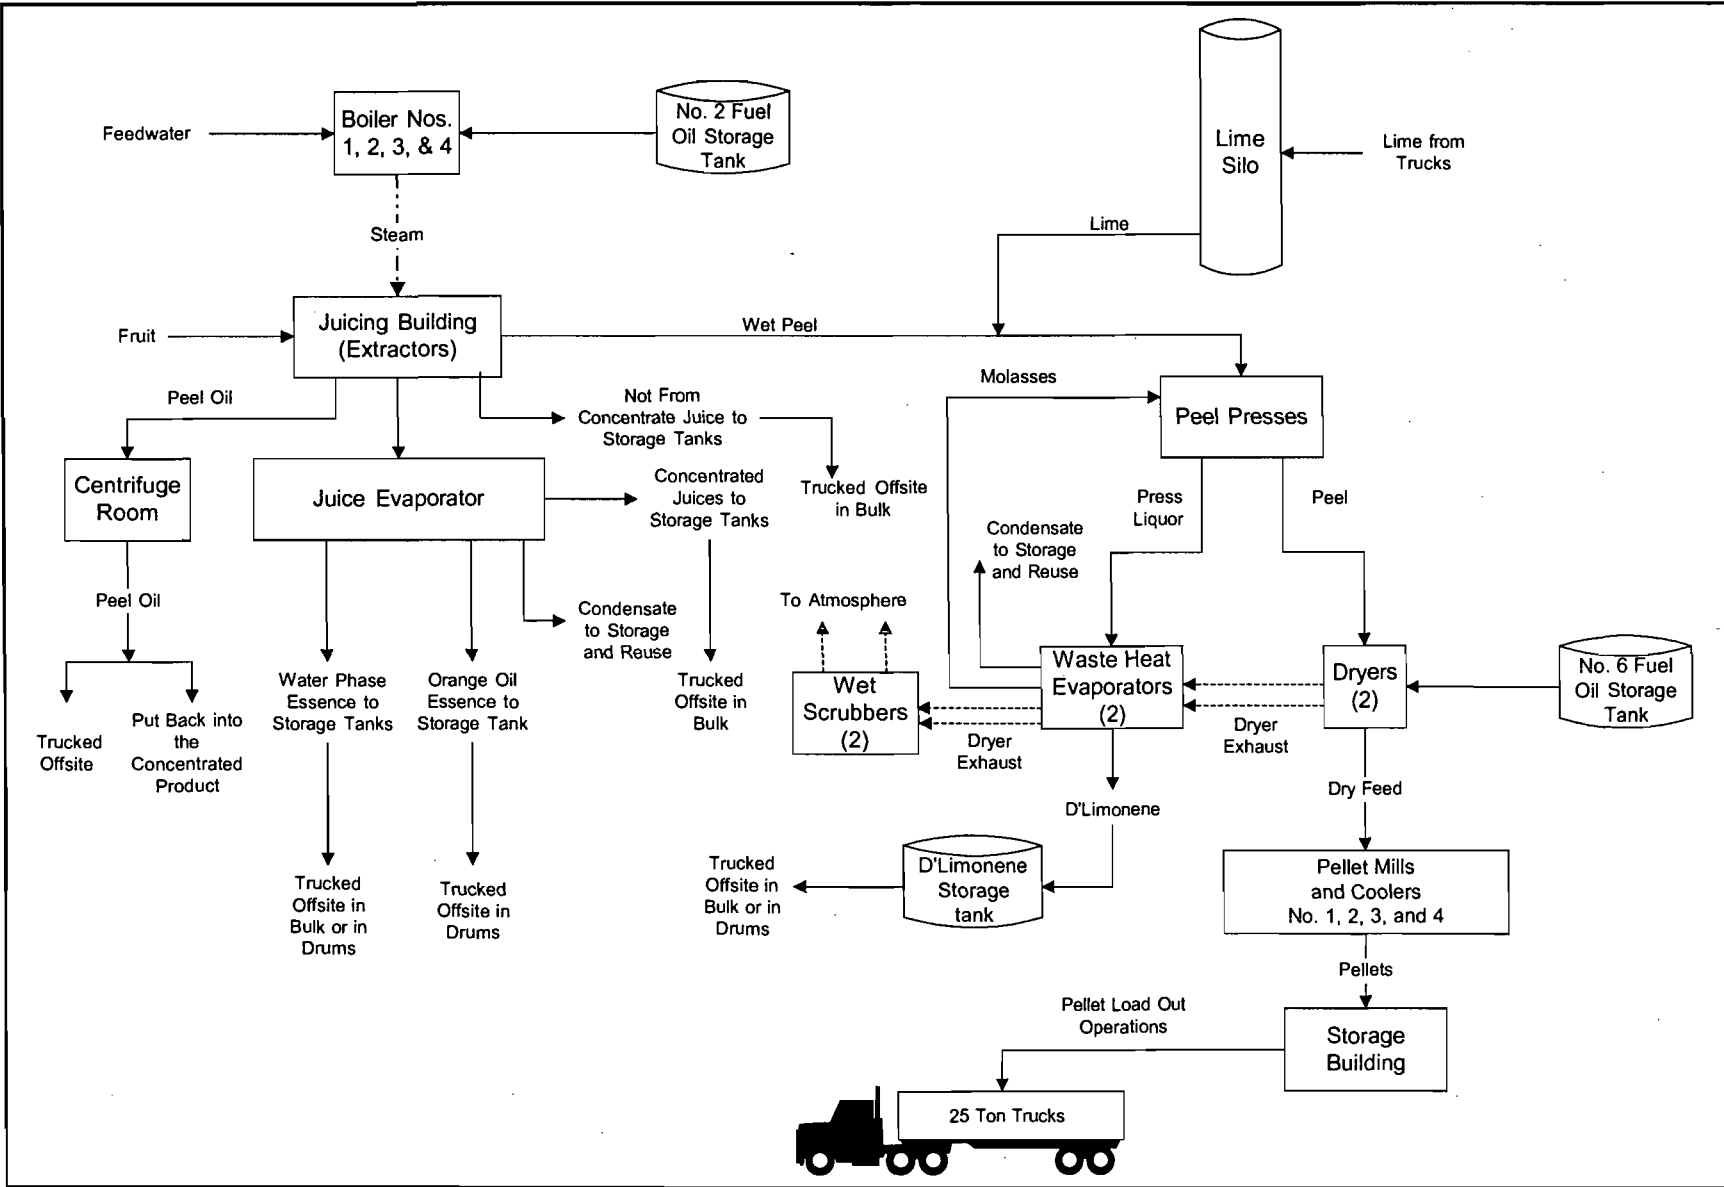 Feedwater
Boiler Nos.
1, 2, 3, & 4
No. 2 Fuel
Oil Storage
Tank
Lime
Silo
Lime from
Trucks
Steam
Lime
Fruit
Juicing Building
(Extractors)
Wet Peel
Peel Oil
Not From
Concentrate Juice to
Storage Tanks
Molasses
Peel Presses
Centrifuge
Room
Juice Evaporator
Concentrated
Juices to
Storage Tanks
Trucked Offsite
in Bulk
Press
Liquor
Peel
Condensate
to Storage
and Reuse
Peel Oil
Condensate
to Storage
and Reuse
To Atmosphere
Trucked
Offsite
Put Back into
the
Concentrated
Product
Water Phase
Essence to
Storage Tanks
Orange Oil
Essence to
Storage Tank
Trucked
Offsite in
Bulk
Wet
Scrubbers
(2)
Dryer
Exhaust
Waste Heat
Evaporators
(2)
Dryer
Exhaust
Dryers
(2)
No. 6 Fuel
Oil Storage
Tank
D'Limonene
Dry Feed
Trucked
Offsite in
Bulk or in
Drums
Trucked
Offsite in
Drums
Trucked
Offsite in
Bulk or in
Drums
D'Limonene
Storage
tank
Pellet Mills
and Coolers
No. 1, 2, 3, and 4
Pellets
Pellet Load Out
Operations
Storage
Building
25 Ton Trucks